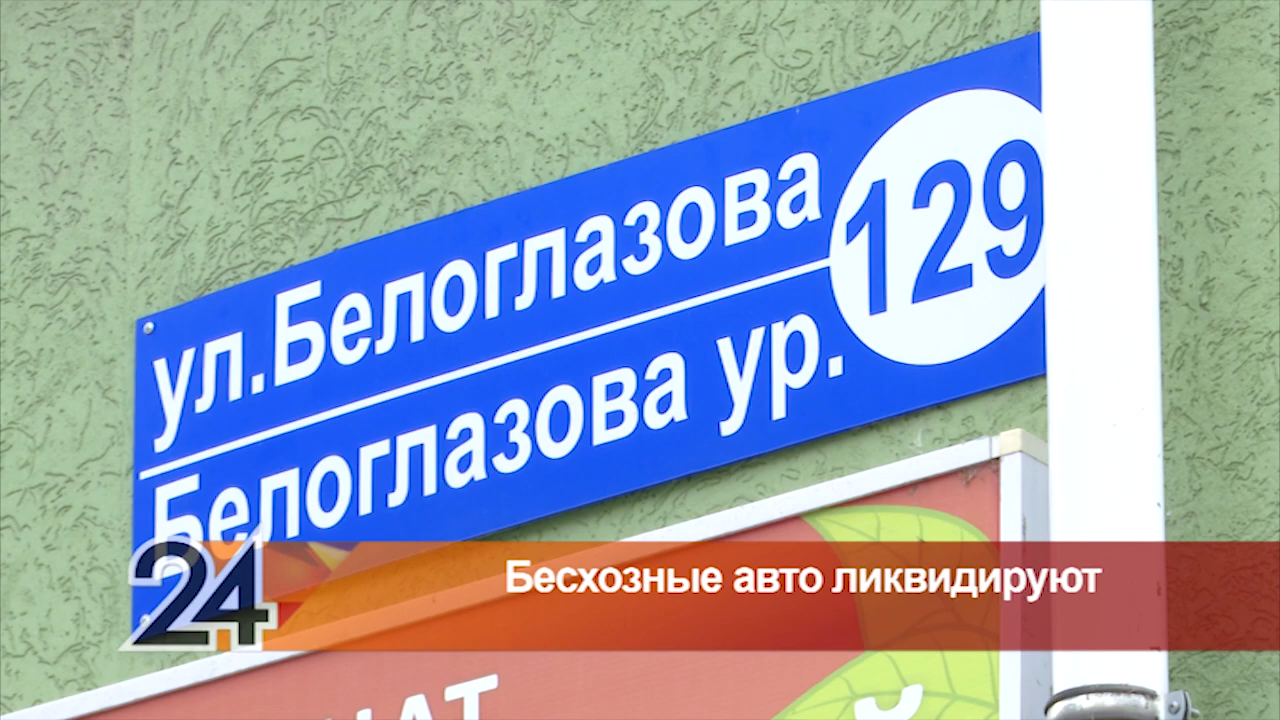 ул.Белоглазова
129
Белоглазова ур.
24
Бесхозные авто ликвидируют